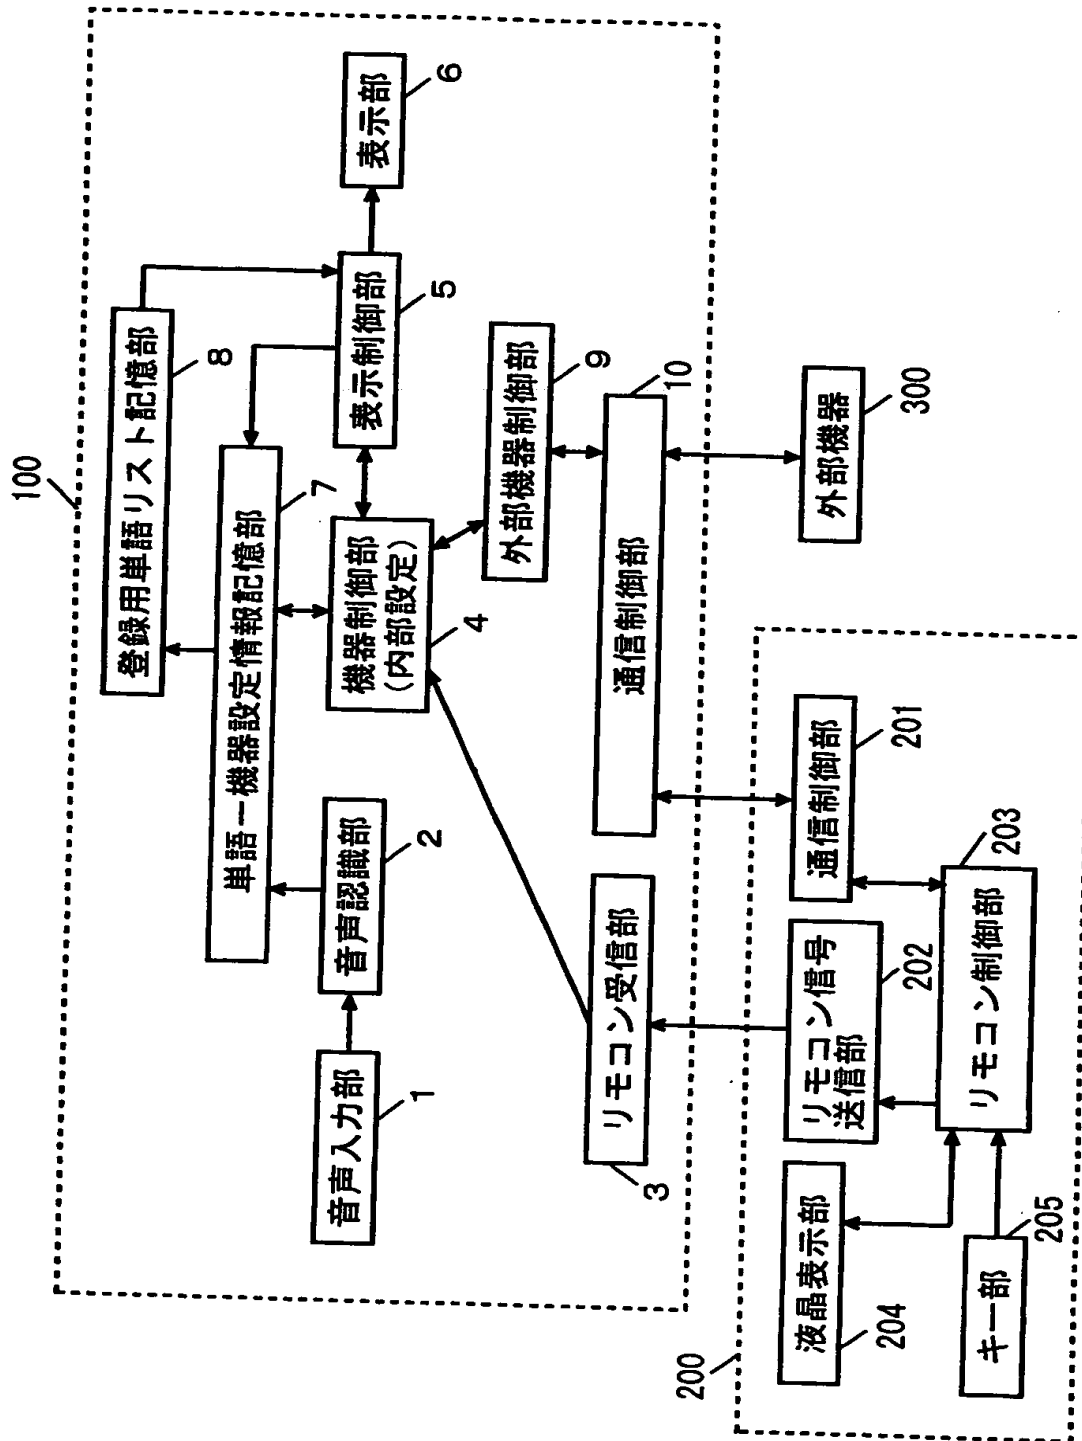 100
登録用単語リスト記憶部
8
単語ー機器設定情報記憶部
7
音声入力部
1
音声認識部
2
機器制御部
(内部設定)
4
表示制御部
5
表示部
6
外部機器制御部
9
リモコン受信部
3
通信制御部
10
外部機器
300
200
液晶表示部
204
リモコン信号
送信部
202
通信制御部
201
キー部
205
リモコン制御部
203